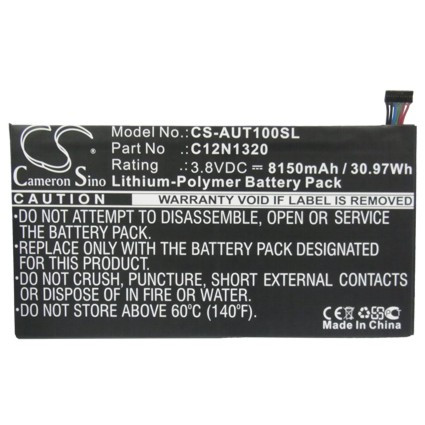 Model No.: CS-AUT100SL
Part No : C12N1320
Rating : 3.8VDC 8150mAh / 30.97Wh
Cameron Sino Lithium-Polymer Battery Pack
CAUTION WARRANTY VOID IF LABEL IS REMOVED
•DO NOT DISASSEMBLE OR ATTEMPT TO OPEN
THE BATTERY PACK
•REPLACE ONLY WITH BATTERY PACK DESIGNATED
FOR THE EQUIPMENT
•DO NOT CRUSH, PUNCTURE, SHORT EXTERNAL CONTACTS
OR DISPOSE OF IN FIRE OR WATER
•DO NOT STORE ABOVE 60°C (140°F)
CE FC
Made In China